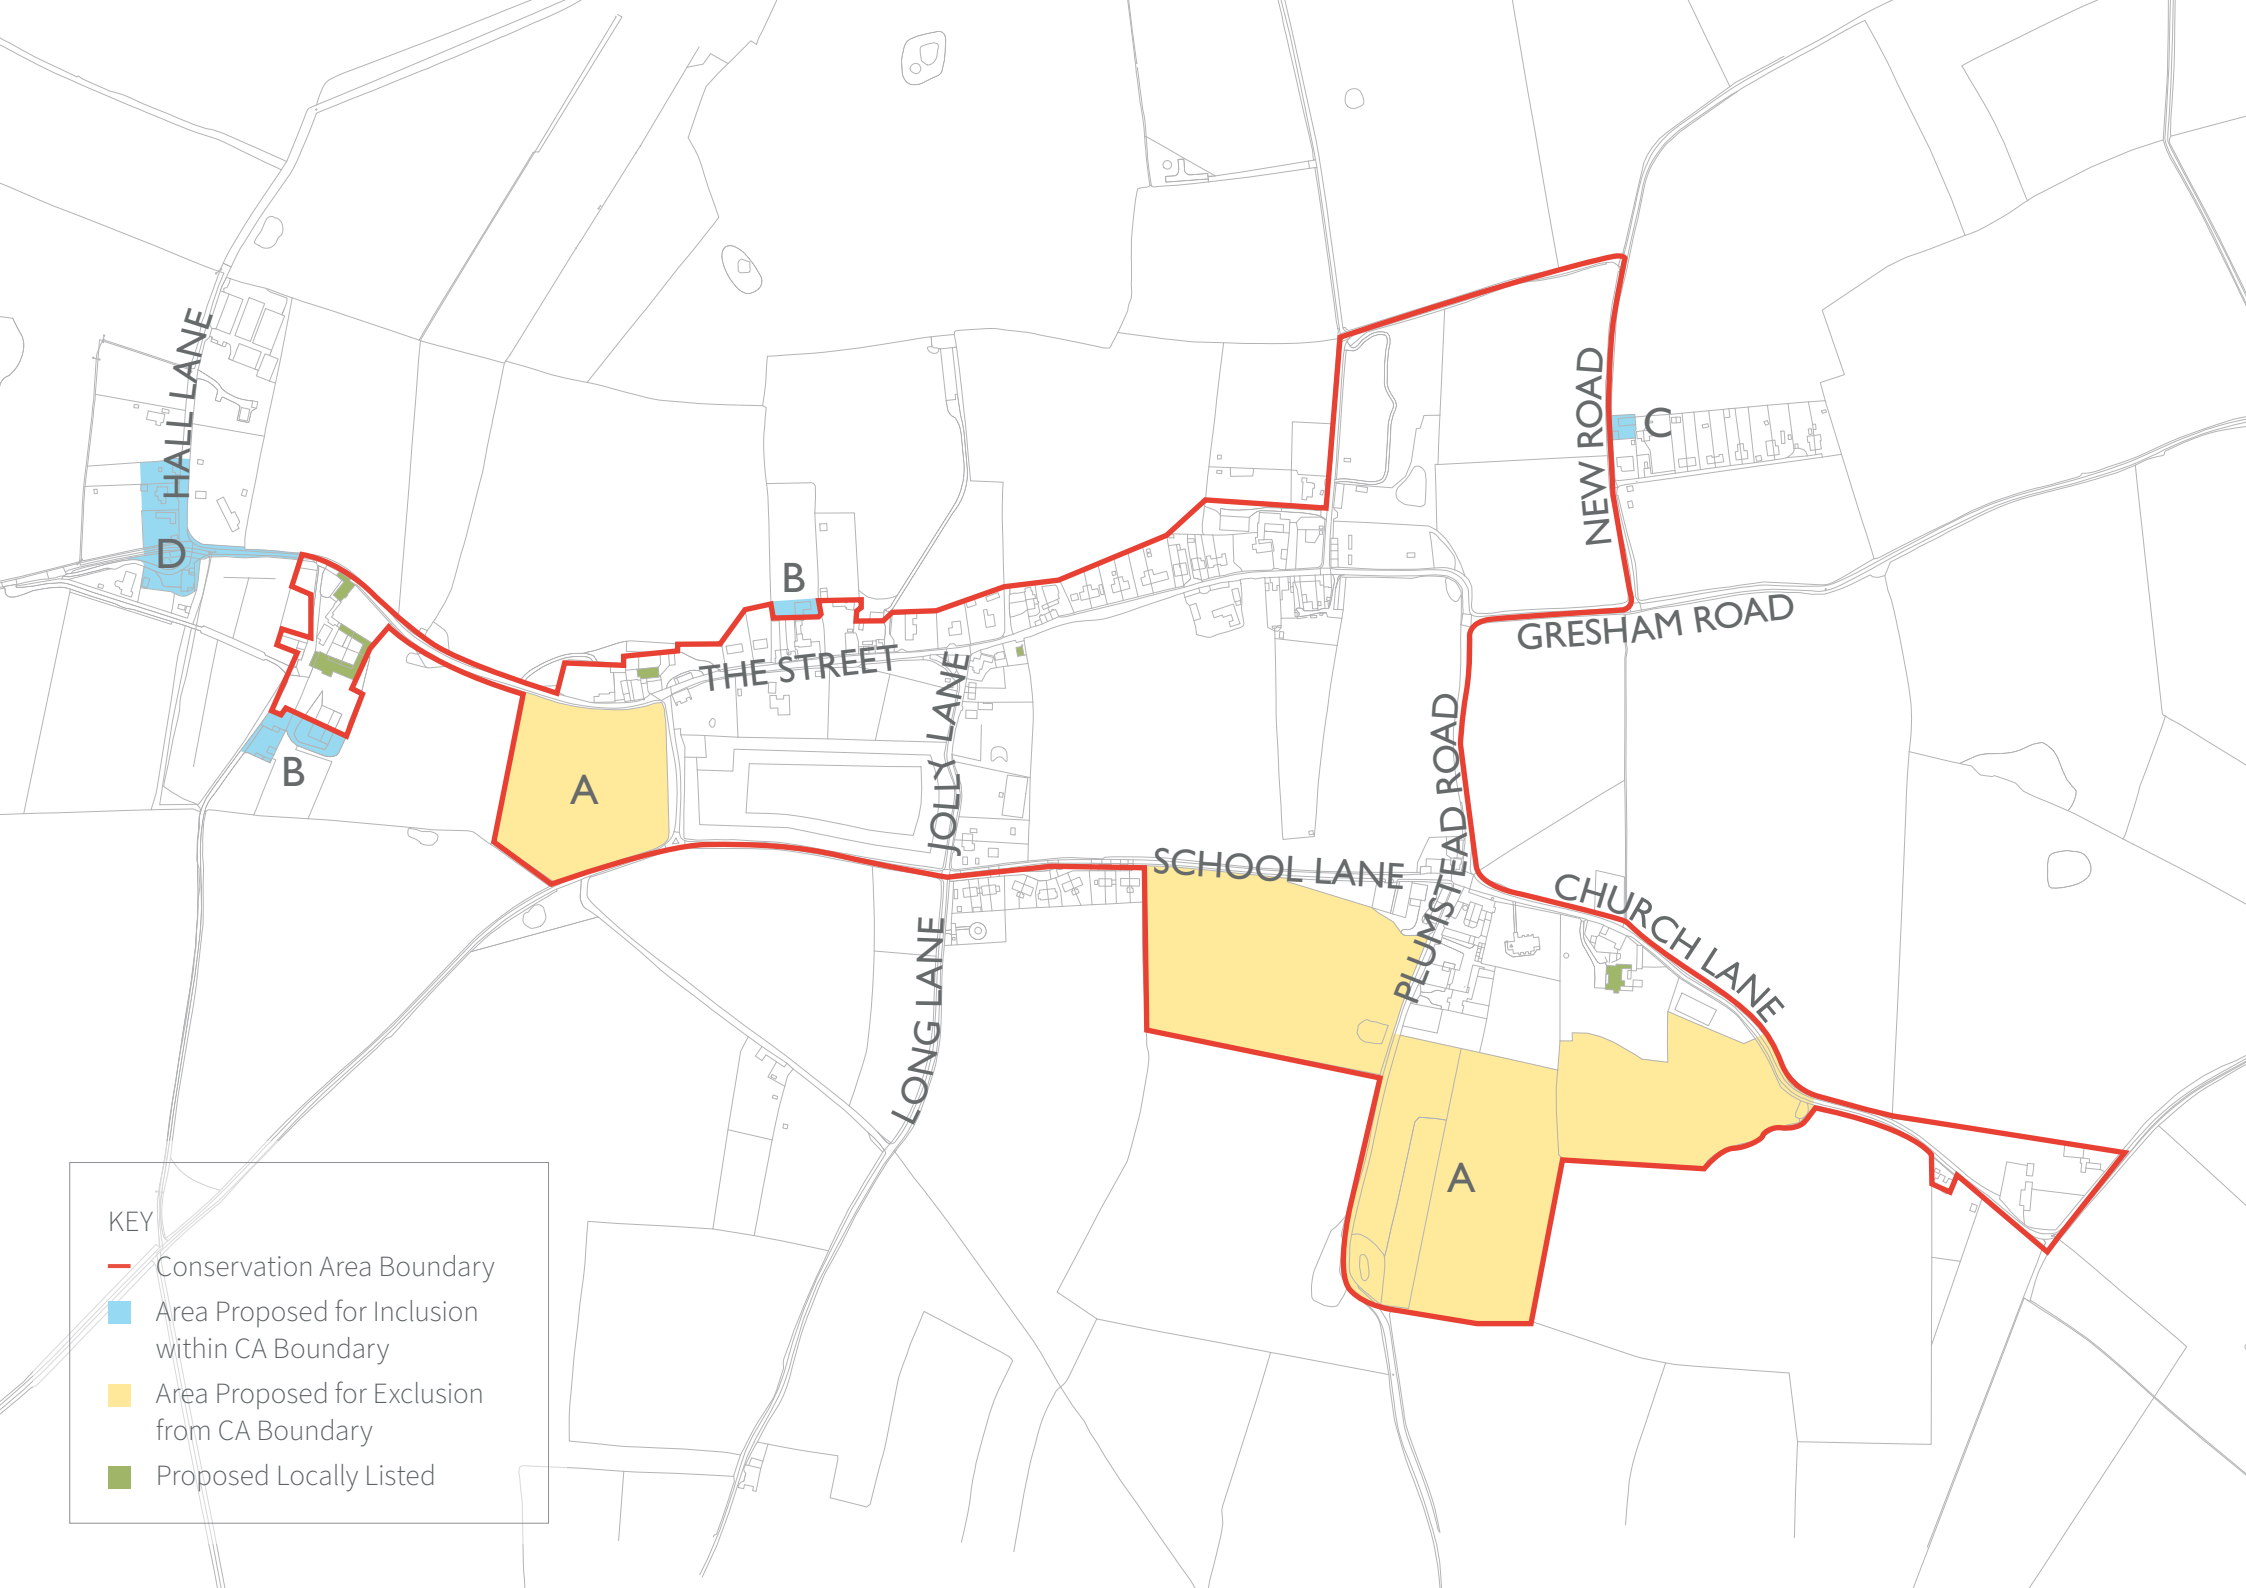 HALL LANE
NEW ROAD
C
D
B
GRESHAM ROAD
THE STREET
JOLLY LANE
PLUMSTEAD ROAD
B
A
SCHOOL LANE
CHURCH LANE
LONG LANE
A
KEY
Conservation Area Boundary
Area Proposed for Inclusion
within CA Boundary
Area Proposed for Exclusion
from CA Boundary
Proposed Locally Listed